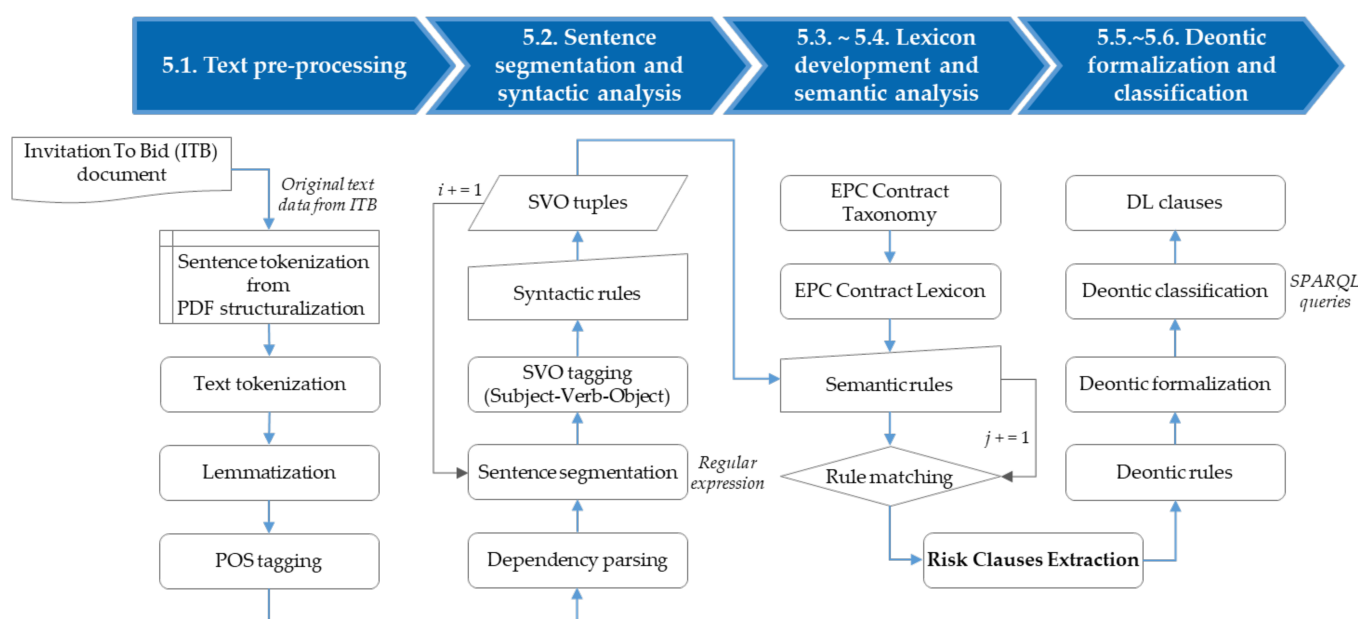 5.1. Text pre-processing
5.2. Sentence
segmentation and
syntactic analysis
5.3. ~ 5.4. Lexicon
development and
semantic analysis
5.5.~5.6. Deontic
formalization and
classification
Invitation To Bid (ITB)
document
Original text
data from ITB
Sentence tokenization
from
PDF structuralization
Text tokenization
Lemmatization
POS tagging
i += 1
SVO tuples
Syntactic rules
SVO tagging
(Subject-Verb-Object)
Sentence segmentation
Regular
expression
Dependency parsing
EPC Contract
Taxonomy
EPC Contract Lexicon
Semantic rules
j += 1
Rule matching
Risk Clauses Extraction
DL clauses
Deontic classification
SPARQL
queries
Deontic formalization
Deontic rules